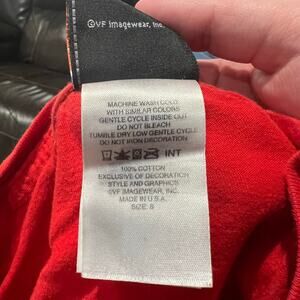 ©VF Imagewear, Inc.
MACHINE WASH COLD
WITH SIMILAR COLORS
GENTLE CYCLE INSIDE OUT
DO NOT BLEACH
TUMBLE DRY LOW GENTLE CYCLE
DO NOT IRON DECORATION
INT
100% COTTON
EXCLUSIVE OF DECORATION
STYLE AND GRAPHICS
©VF IMAGEWEAR, INC.
MADE IN U.S.A.
SIZE: S